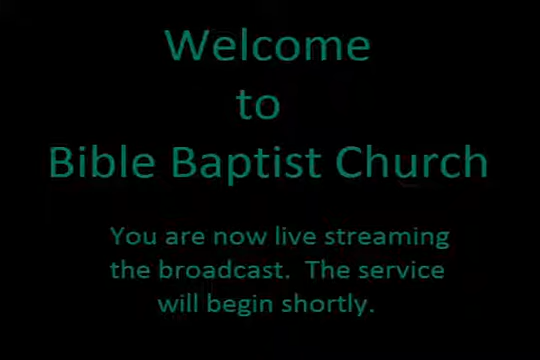 Welcome
to
Bible Baptist Church
You are now live streaming
the broadcast.  The service
will begin shortly.